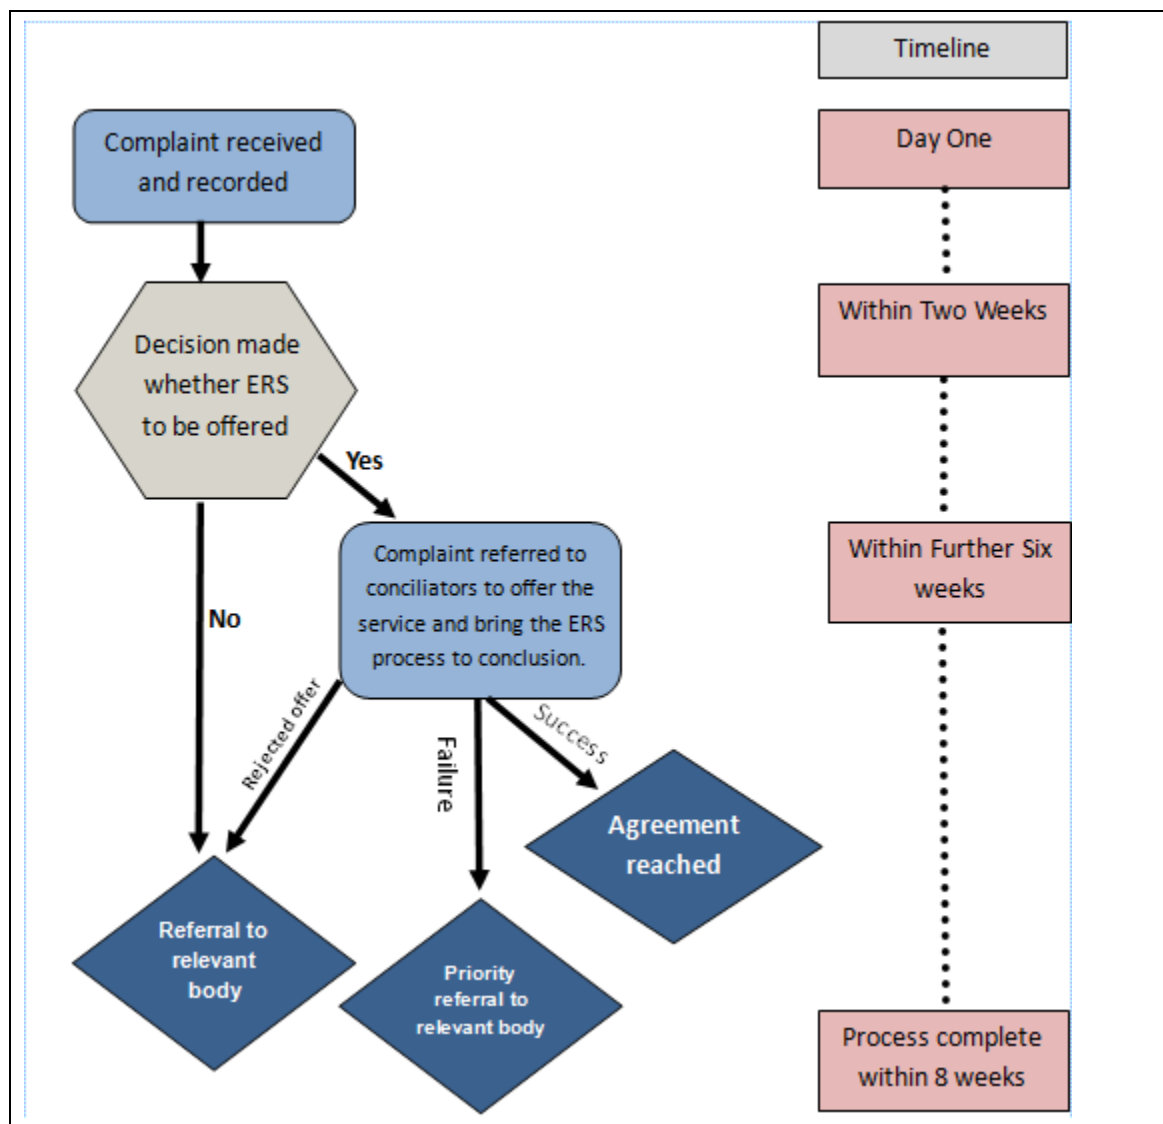 Timeline
Complaint received
and recorded
Day One
Decision made
whether ERS
to be offered
Within Two Weeks
Yes
No
Complaint referred to
conciliators to offer the
service and bring the ERS
process to conclusion.
Within Further Six
weeks
Rejected offer
Failure
Success
Agreement
reached
Referral to
relevant
body
Priority
referral to
relevant body
Process complete
within 8 weeks